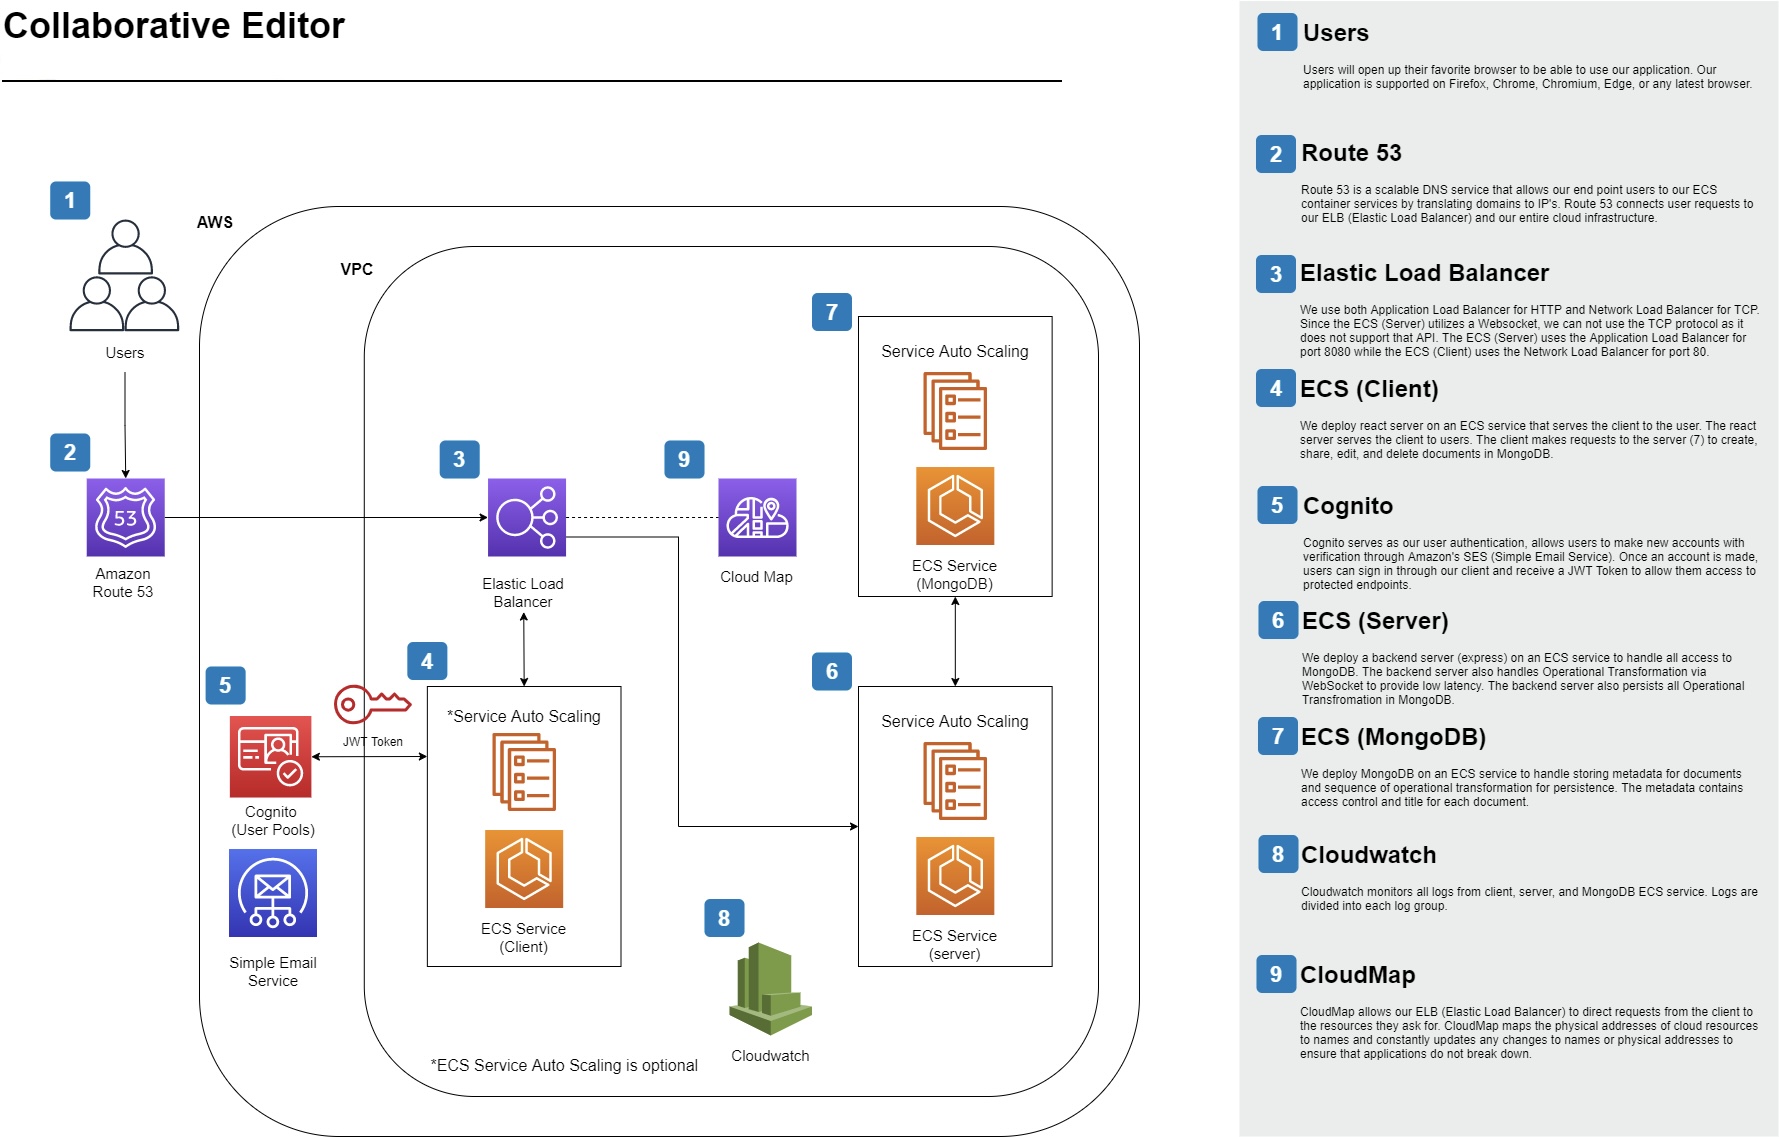 Collaborative Editor
1
Users
AWS
VPC
2
53
Amazon
Route 53
3
Elastic Load
Balancer
9
Cloud Map
7
Service Auto Scaling
ECS Service
(MongoDB)
4
*Service Auto Scaling
ECS Service
(Client)
5
JWT Token
Cognito
(User Pools)
Simple Email
Service
6
Service Auto Scaling
ECS Service
(server)
8
Cloudwatch
*ECS Service Auto Scaling is optional
1 Users
Users will open up their favorite browser to be able to use our application. Our
application is supported on Firefox, Chrome, Chromium, Edge, or any latest browser.
2 Route 53
Route 53 is a scalable DNS service that allows our end point users to our ECS
container services by translating domains to IP's. Route 53 connects user requests to
our ELB (Elastic Load Balancer) and our entire cloud infrastructure.
3 Elastic Load Balancer
We use both Application Load Balancer for HTTP and Network Load Balancer for TCP.
Since the ECS (Server) utilizes a Websocket, we can not use the TCP protocol as it
does not support that API. The ECS (Server) uses the Application Load Balancer for
port 8080 while the ECS (Client) uses the Network Load Balancer for port 80.
4 ECS (Client)
We deploy react server on an ECS service that serves the client to the user. The react
server serves the client to users. The client makes requests to the server (7) to create,
share, edit, and delete documents in MongoDB.
5 Cognito
Cognito serves as our user authentication, allows users to make new accounts with
verification through Amazon's SES (Simple Email Service). Once an account is made,
users can sign in through our client and receive a JWT Token to allow them access to
protected endpoints.
6 ECS (Server)
We deploy a backend server (express) on an ECS service to handle all access to
MongoDB. The backend server also handles Operational Transformation via
WebSocket to provide low latency. The backend server also persists all Operational
Transfromation in MongoDB.
7 ECS (MongoDB)
We deploy MongoDB on an ECS service to handle storing metadata for documents
and sequence of operational transformation for persistence. The metadata contains
access control and title for each document.
8 Cloudwatch
Cloudwatch monitors all logs from client, server, and MongoDB ECS service. Logs are
divided into each log group.
9 CloudMap
CloudMap allows our ELB (Elastic Load Balancer) to direct requests from the client to
the resources they ask for. CloudMap maps the physical addresses of cloud resources
to names and constantly updates any changes to names or physical addresses to
ensure that applications do not break down.